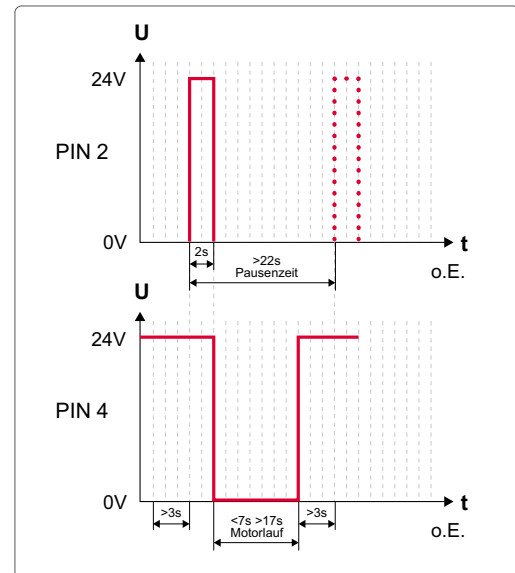 U
24V
PIN 2
0V
2s
>22s
Pausenzeit
t
o.E.
U
24V
PIN 4
0V
>3s
<7s >17s
Motorlauf
>3s
t
o.E.